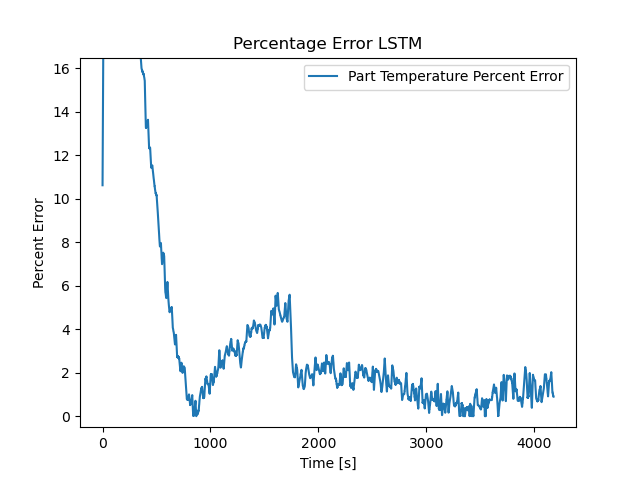 Percentage Error LSTM
Part Temperature Percent Error
16
14
12
10
8
6
4
2
0
Percent Error
0 1000 2000 3000 4000
Time [s]